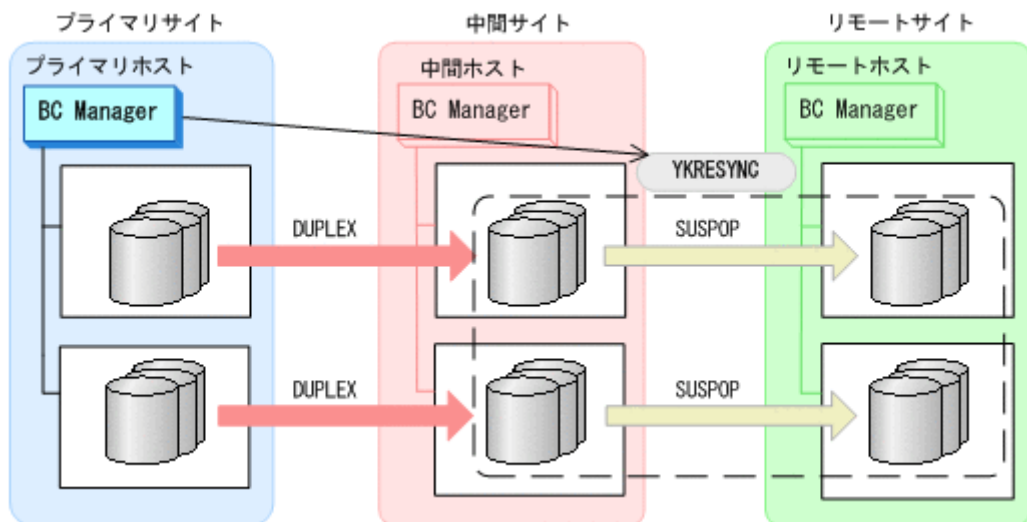 プライマリサイト
中間サイト
リモートサイト
プライマリホスト
中間ホスト
リモートホスト
BC Manager
BC Manager
BC Manager
YKRESYNC
DUPLEX
SUSPOP
DUPLEX
SUSPOP